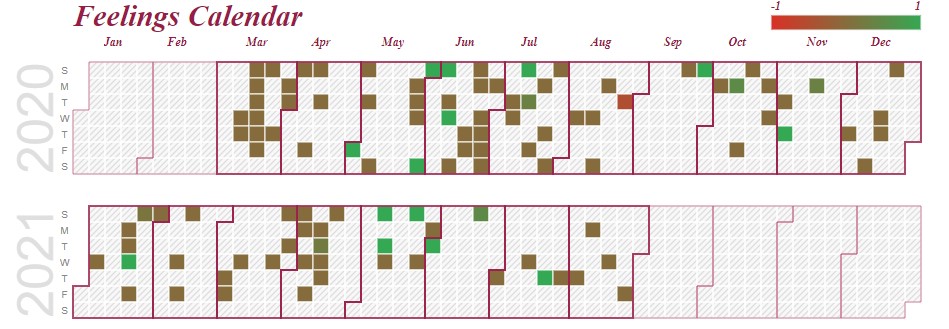 Feelings Calendar
-1 1
Jan Feb Mar Apr May Jun Jul Aug Sep Oct Nov Dec
2020
S
M
T
W
T
F
S
2021
S
M
T
W
T
F
S